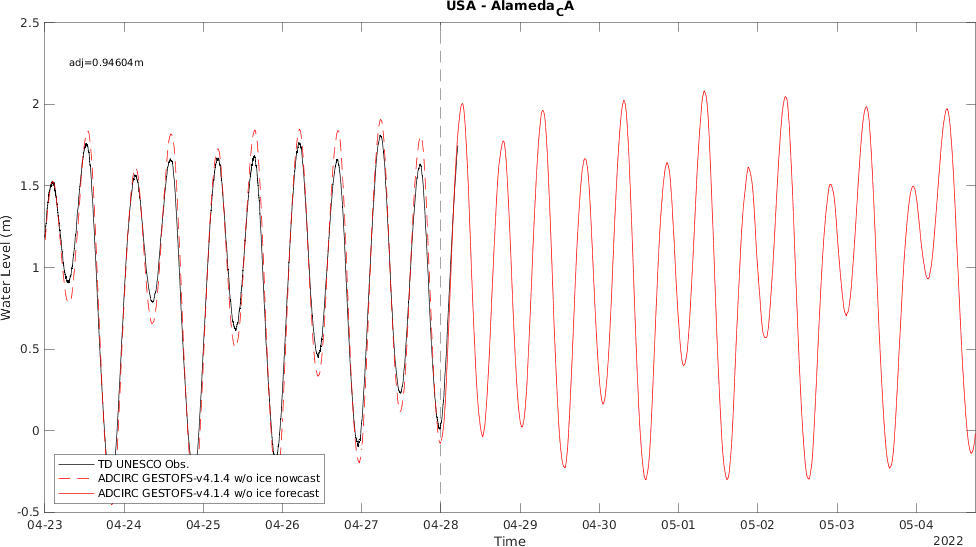 USA - Alameda_CA
2.5
adj=0.94604m
2
1.5
1
0.5
0
-0.5
Water Level (m)
TD UNESCO Obs.
ADCIRC GESTOFS-v4.1.4 w/o ice nowcast
ADCIRC GESTOFS-v4.1.4 w/o ice forecast
04-23 04-24 04-25 04-26 04-27 04-28 04-29 04-30 05-01 05-02 05-03 05-04
Time
2022